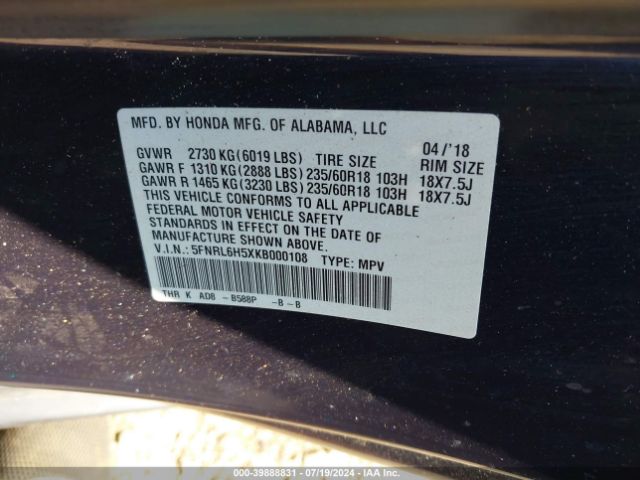 MFD. BY HONDA MFG. OF ALABAMA, LLC
04/'18
GVWR 2730 KG(6019 LBS) TIRE SIZE RIM SIZE
GAWR F 1310 KG(2888 LBS) 235/60R18 103H 18X7.5J
GAWR R 1465 KG(3230 LBS) 235/60R18 103H 18X7.5J
THIS VEHICLE CONFORMS TO ALL APPLICABLE
FEDERAL MOTOR VEHICLE SAFETY
STANDARDS IN EFFECT ON THE DATE OF
MANUFACTURE SHOWN ABOVE.
V.I.N.: 5FNRL6H5XKB000108 TYPE: MPV
THR K AD8 - B588P -B-B
000-39888831 - 07/19/2024 - IAA Inc.